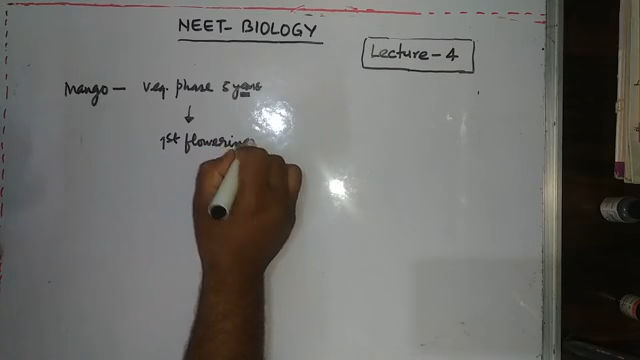 NEET- BIOLOGY
Lecture - 4
Mango - Veg. phase 5 years
↓
1st flowering